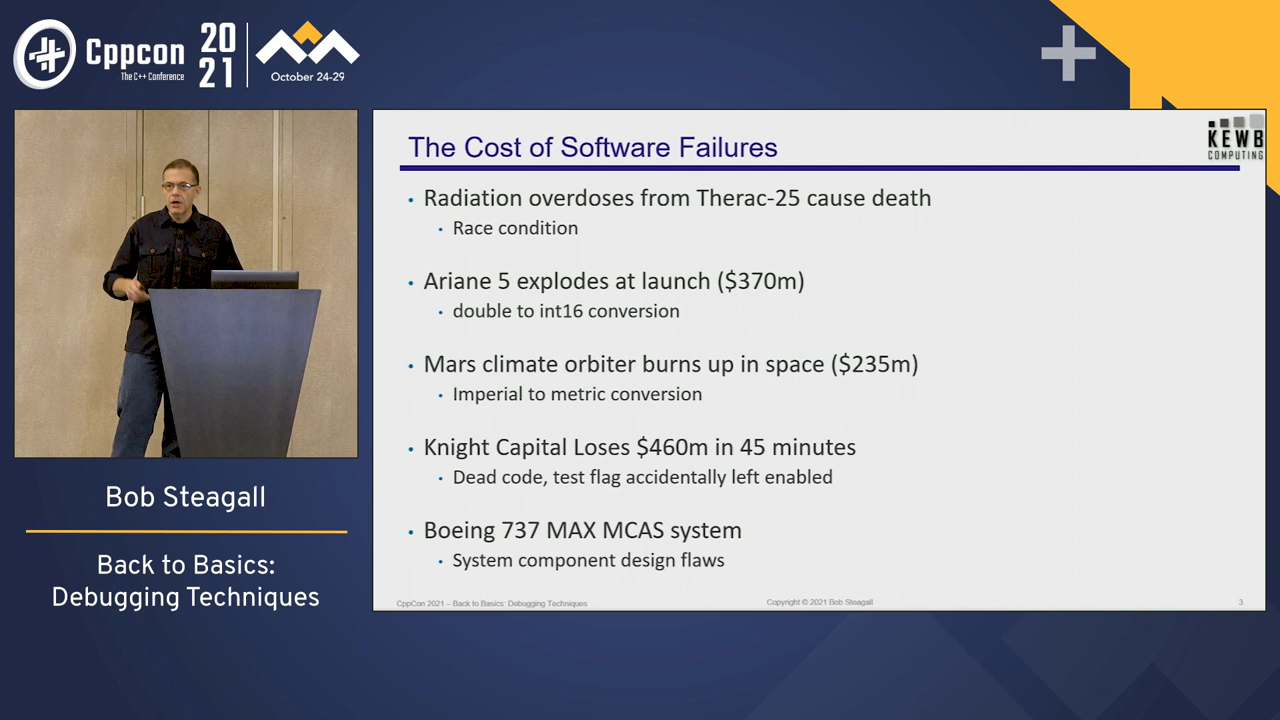 Cppcon
The C++ Conference
20
21
October 24-29
KEWB
COMPUTING
The Cost of Software Failures
• Radiation overdoses from Therac-25 cause death
• Race condition
• Ariane 5 explodes at launch ($370m)
• double to int16 conversion
• Mars climate orbiter burns up in space ($235m)
• Imperial to metric conversion
• Knight Capital Loses $460m in 45 minutes
• Dead code, test flag accidentally left enabled
• Boeing 737 MAX MCAS system
• System component design flaws
CppCon 2021 – Back to Basics: Debugging Techniques
Copyright © 2021 Bob Steagall
3
Bob Steagall
Back to Basics:
Debugging Techniques